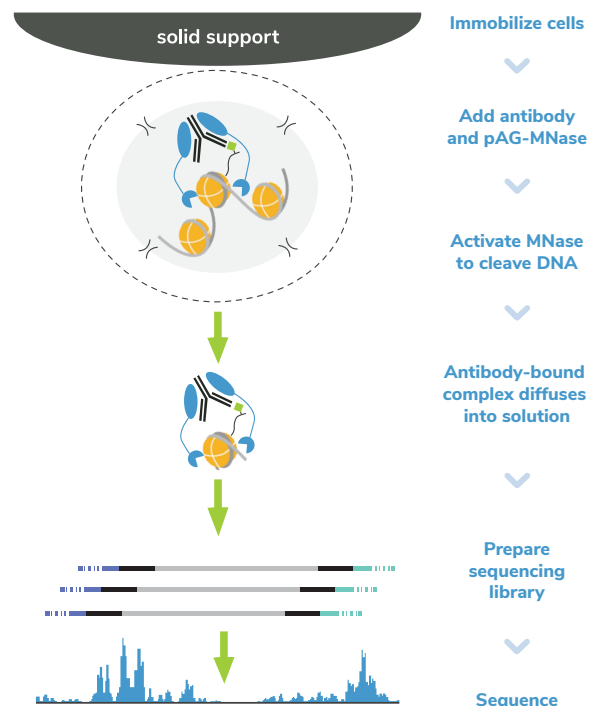 solid support
Immobilize cells
Add antibody
and pAG-MNase
Activate MNase
to cleave DNA
Antibody-bound
complex diffuses
into solution
Prepare
sequencing
library
Sequence